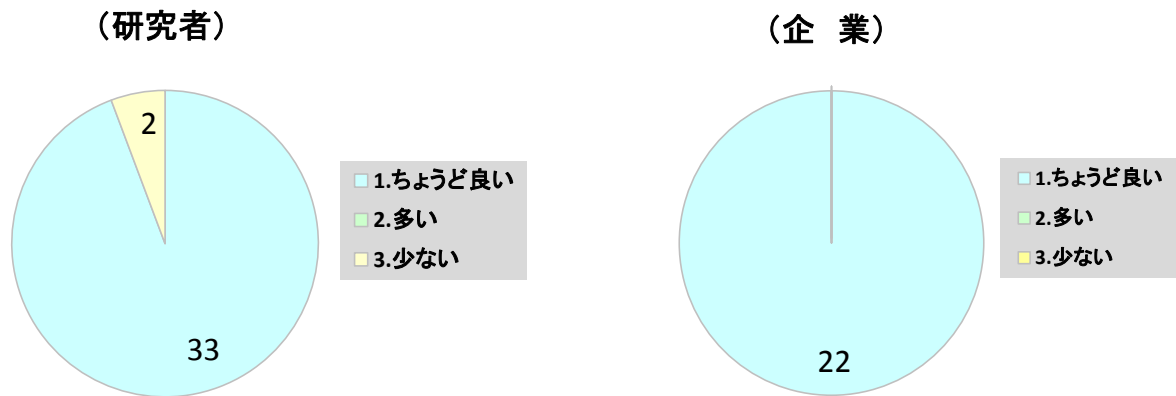 （研究者）
2
33
1.ちょうど良い
2.多い
3.少ない
（企　業）
22
1.ちょうど良い
2.多い
3.少ない